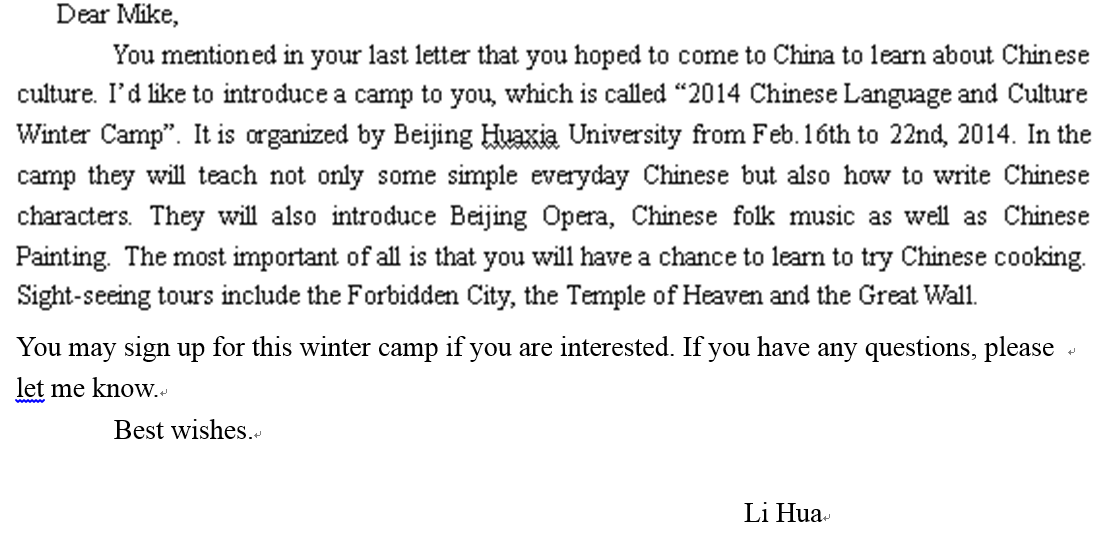 Dear Mike,
You mentioned in your last letter that you hoped to come to China to learn about Chinese
culture. I’d like to introduce a camp to you, which is called “2014 Chinese Language and Culture
Winter Camp”. It is organized by Beijing Huaxia University from Feb.16th to 22nd, 2014. In the
camp they will teach not only some simple everyday Chinese but also how to write Chinese
characters. They will also introduce Beijing Opera, Chinese folk music as well as Chinese
Painting. The most important of all is that you will have a chance to learn to try Chinese cooking.
Sight-seeing tours include the Forbidden City, the Temple of Heaven and the Great Wall.
You may sign up for this winter camp if you are interested. If you have any questions, please
let me know.
Best wishes.
Li Hua